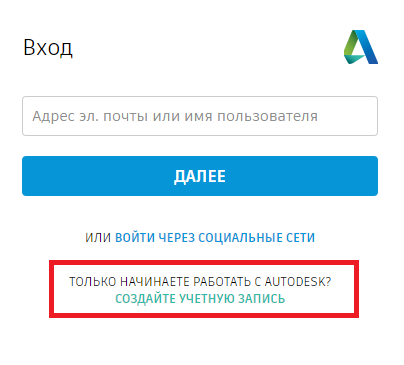 Вход
Адрес эл. почты или имя пользователя
ДАЛЕЕ
ИЛИ ВОЙТИ ЧЕРЕЗ СОЦИАЛЬНЫЕ СЕТИ
ТОЛЬКО НАЧИНАЕТЕ РАБОТАТЬ С AUTODESK?
СОЗДАЙТЕ УЧЕТНУЮ ЗАПИСЬ